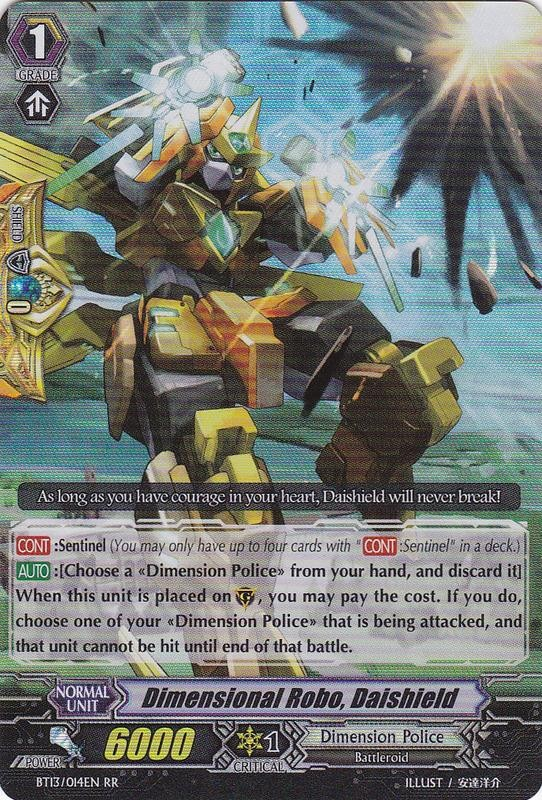 1
GRADE
SHIELD
0
As long as you have courage in your heart, Daishield will never break!
CONT :Sentinel (You may only have up to four cards with " CONT :Sentinel" in a deck.)
AUTO :[Choose a «Dimension Police» from your hand, and discard it]
When this unit is placed on , you may pay the cost. If you do,
choose one of your «Dimension Police» that is being attacked, and
that unit cannot be hit until end of that battle.
NORMAL
UNIT
Dimensional Robo, Daishield
POWER
6000
1
CRITICAL
Dimension Police
Battleroid
BT13/014EN RR
ILLUST / 安達洋介